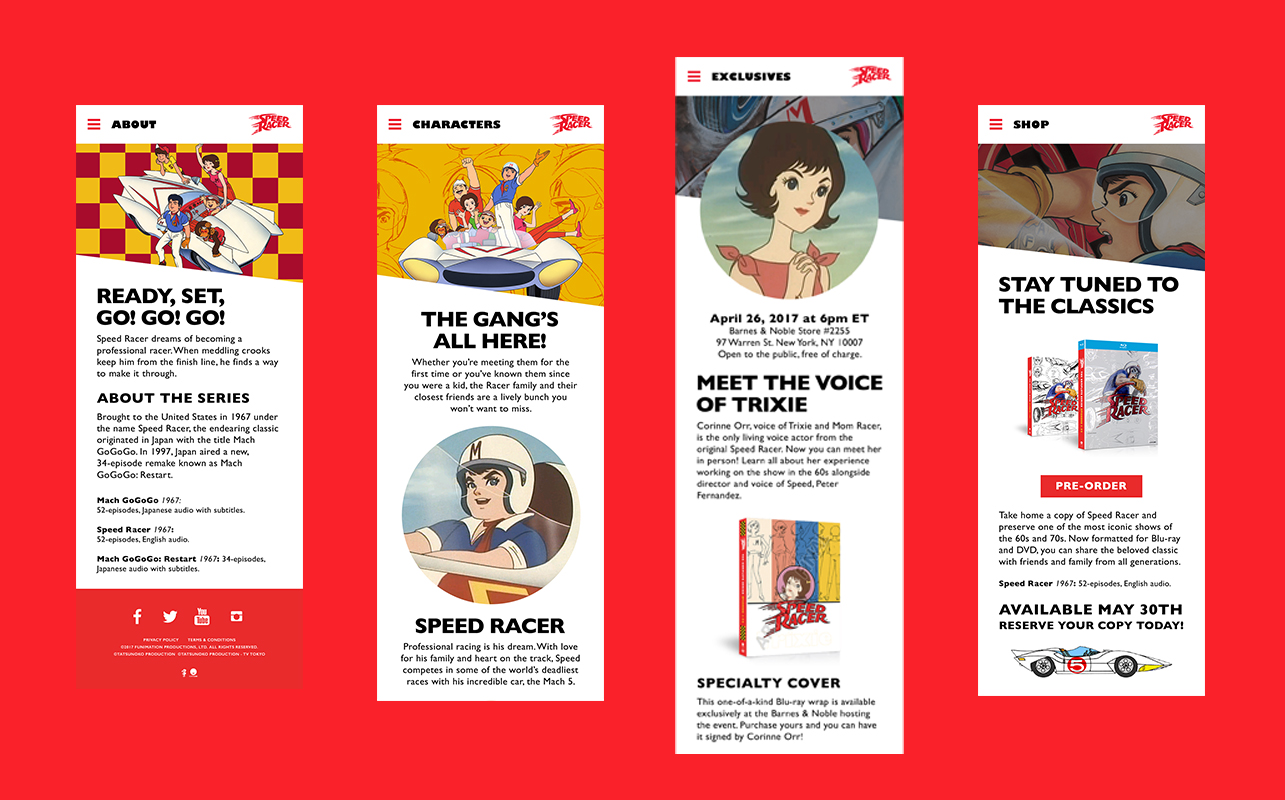 ABOUT
SPEED RACER
READY, SET,
GO! GO! GO!
Speed Racer dreams of becoming a
professional racer. When meddling crooks
keep him from the finish line, he finds a way
to make it through.
ABOUT THE SERIES
Brought to the United States in 1967 under
the name Speed Racer, the endearing classic
originated in Japan with the title Mach
GoGoGo. In 1997, Japan aired a new,
34-episode remake known as Mach
GoGoGo: Restart.
Mach GoGoGo 1967:
52-episodes, Japanese audio with subtitles.
Speed Racer 1967:
52-episodes, English audio.
Mach GoGoGo: Restart 1967: 34-episodes,
Japanese audio with subtitles.
You Tube
PRIVACY POLICY TERMS & CONDITIONS
©2017 FUNIMATION PRODUCTIONS, LTD. ALL RIGHTS RESERVED.
©TATSUNOKO PRODUCTION ©TATSUNOKO PRODUCTION - TV TOKYO
CHARACTERS
SPEED RACER
THE GANG'S
ALL HERE!
Whether you're meeting them for the
first time or you've known them since
you were a kid, the Racer family and their
closest friends are a lively bunch you
won't want to miss.
M
SPEED RACER
Professional racing is his dream. With love
for his family and heart on the track, Speed
competes in some of the world's deadliest
races with his incredible car, the Mach 5.
EXCLUSIVES
SPEED RACER
M
April 26, 2017 at 6pm ET
Barnes & Noble Store #2255
97 Warren St. New York, NY 10007
Open to the public, free of charge.
MEET THE VOICE
OF TRIXIE
Corinne Orr, voice of Trixie and Mom Racer,
is the only living voice actor from the
original Speed Racer. Now you can meet her
in person! Learn all about her experience
working on the show in the 60s alongside
director and voice of Speed, Peter
Fernandez.
SPEED RACER
SPECIALTY COVER
This one-of-a-kind Blu-ray wrap is available
exclusively at the Barnes & Noble hosting
the event. Purchase yours and you can have
it signed by Corinne Orr!
SHOP
SPEED RACER
STAY TUNED TO
THE CLASSICS
SPEED RACER
SPEED RACER
PRE-ORDER
Take home a copy of Speed Racer and
preserve one of the most iconic shows of
the 60s and 70s. Now formatted for Blu-ray
and DVD, you can share the beloved classic
with friends and family from all generations.
Speed Racer 1967: 52-episodes, English audio.
AVAILABLE MAY 30TH
RESERVE YOUR COPY TODAY!
5